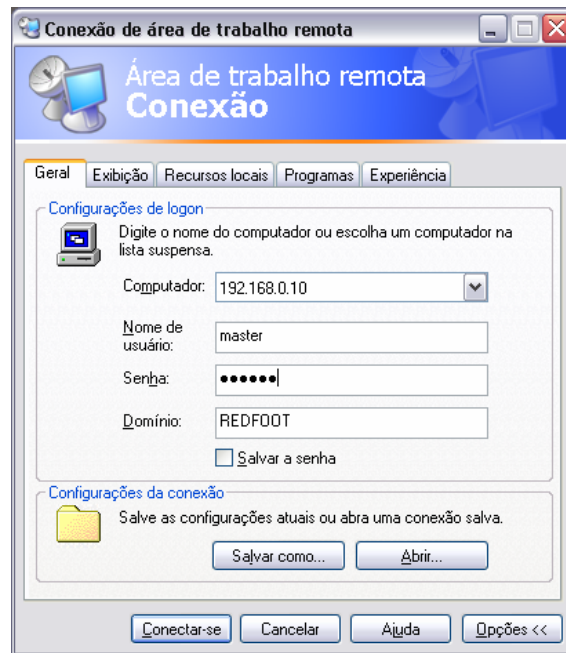 Conexão de área de trabalho remota
Área de trabalho remota
Conexão
Geral Exibição Recursos locais Programas Experiência
Configurações de logon
Digite o nome do computador ou escolha um computador na
lista suspensa.
Computador: 192.168.0.10
Nome de
usuário: master
Senha: ••••••
Domínio: REDFOOT
Salvar a senha
Configurações da conexão
Salve as configurações atuais ou abra uma conexão salva.
Salvar como... Abrir...
Conectar-se Cancelar Ajuda Opções <<